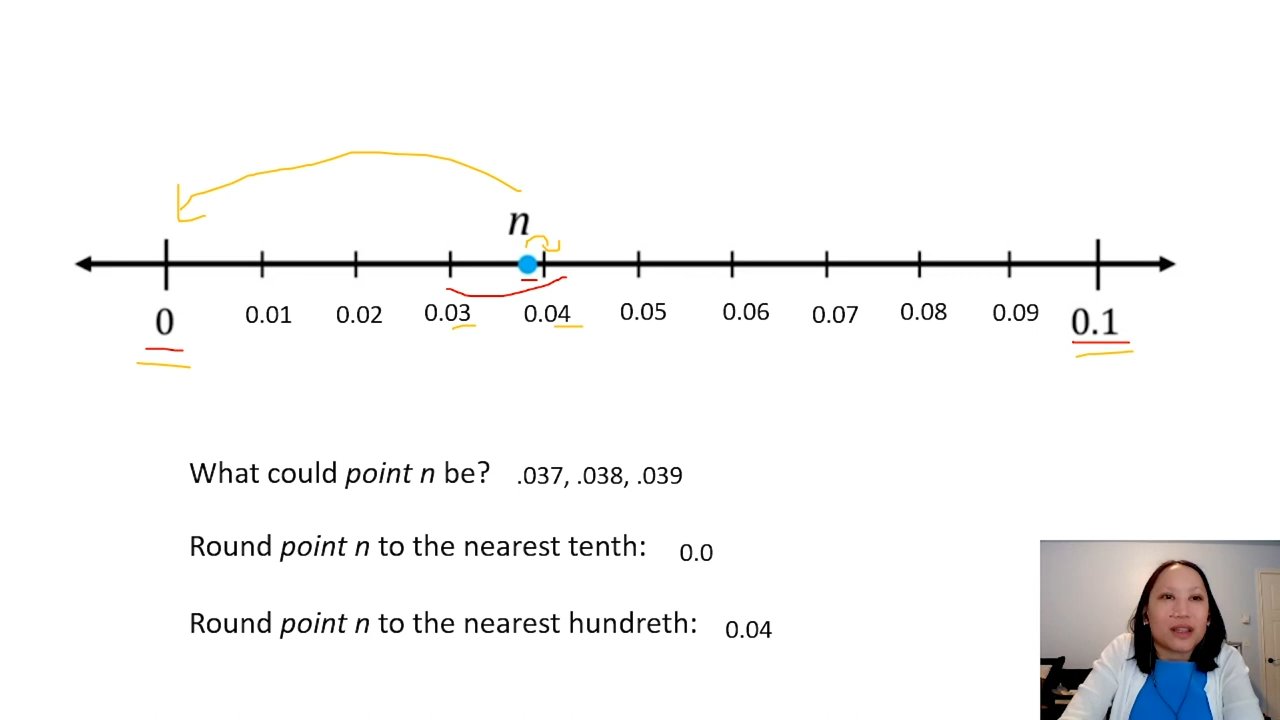 n
0 0.01 0.02 0.03 0.04 0.05 0.06 0.07 0.08 0.09 0.1
What could point n be? .037, .038, .039
Round point n to the nearest tenth: 0.0
Round point n to the nearest hundreth: 0.04